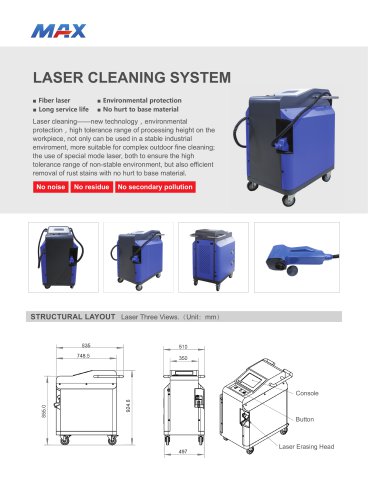 MAX
LASER CLEANING SYSTEM
■ Fiber laser ■ Environmental protection
■ Long service life ■ No hurt to base material
Laser cleaning——new technology , environmental
protection , high tolerance range of processing height on the
workpiece, not only can be used in a stable industrial
enviroment, more suitable for complex outdoor fine cleaning;
the use of special mode laser, both to ensure the high
tolerance range of non-stable environment, but also efficient
removal of rust stains with no hurt to base material.
No noise No residue No secondary pollution
STRUCTURAL LAYOUT Laser Three Views.（Unit: mm）
835
748.5
895.0
904.6
510
350
497
Console
Button
Laser Erasing Head